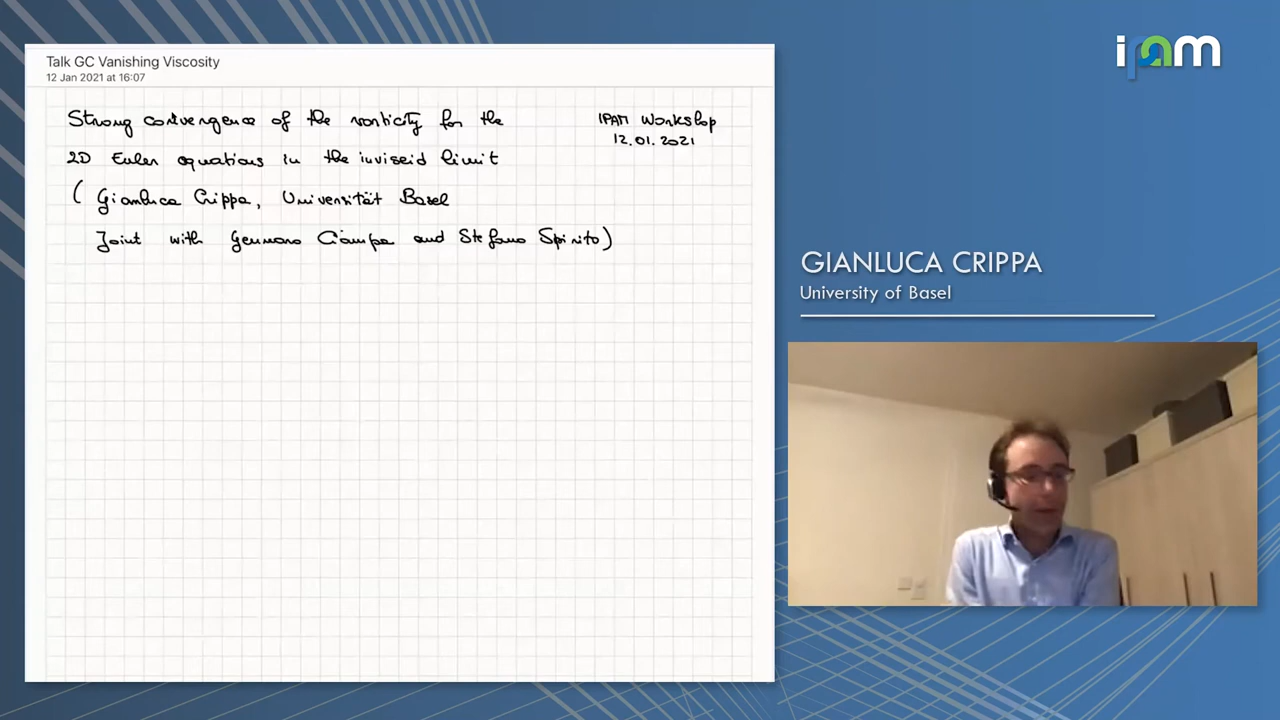 Talk GC Vanishing Viscosity
12 Jan 2021 at 16:07
Strong convergence of the vorticity for the
2D Euler equations in the inviscid limit
(Gianluca Crippa, Universität Basel
Joint with Gennaro Ciampa and Stefano Spirito)
IPAM Workshop
12.01.2021
ipam
GIANLUCA CRIPPA
University of Basel